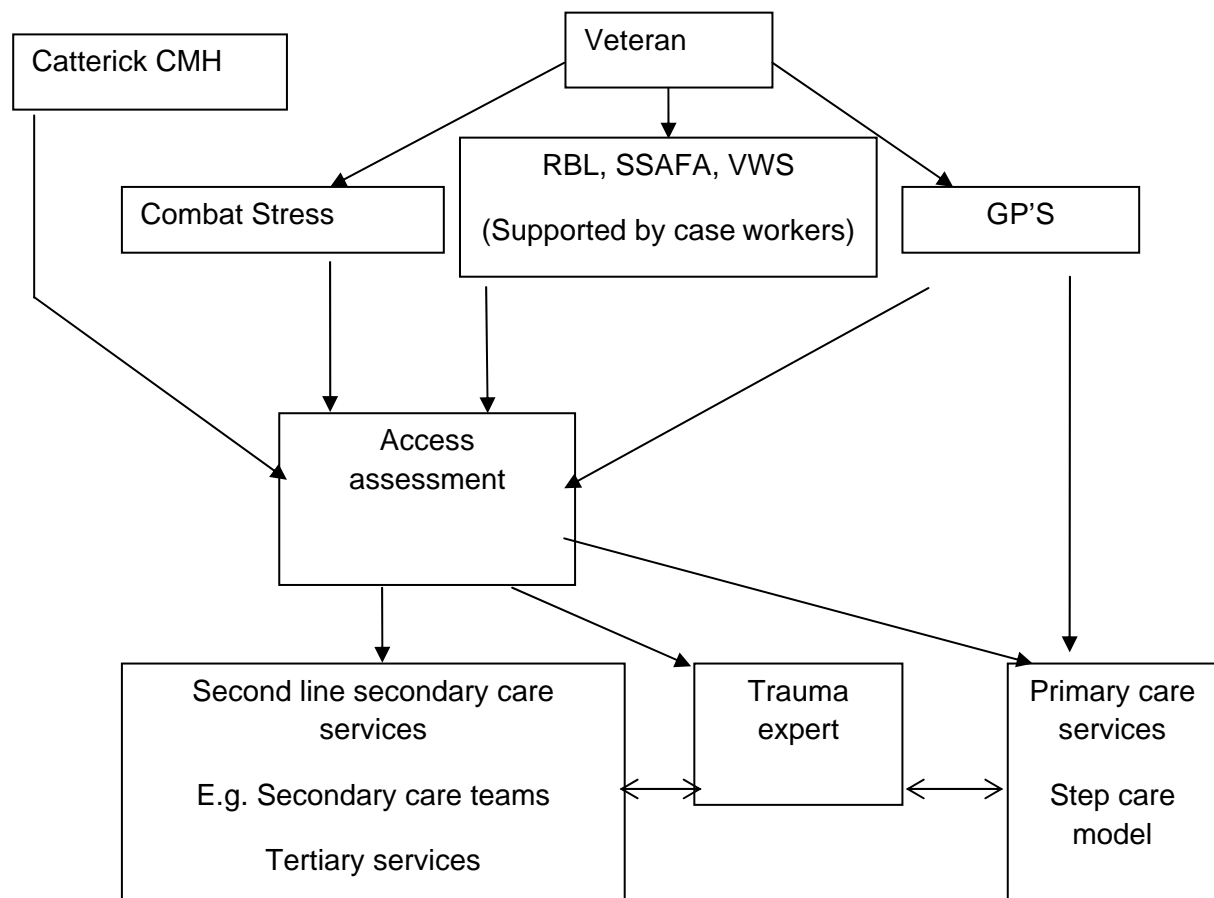 Veteran
Catterick CMH
RBL, SSAFA, VWS
(Supported by case workers)
Combat Stress
GP’S
Access
assessment
Second line secondary care
services
E.g. Secondary care teams
Tertiary services
Trauma
expert
Primary care
services
Step care
model